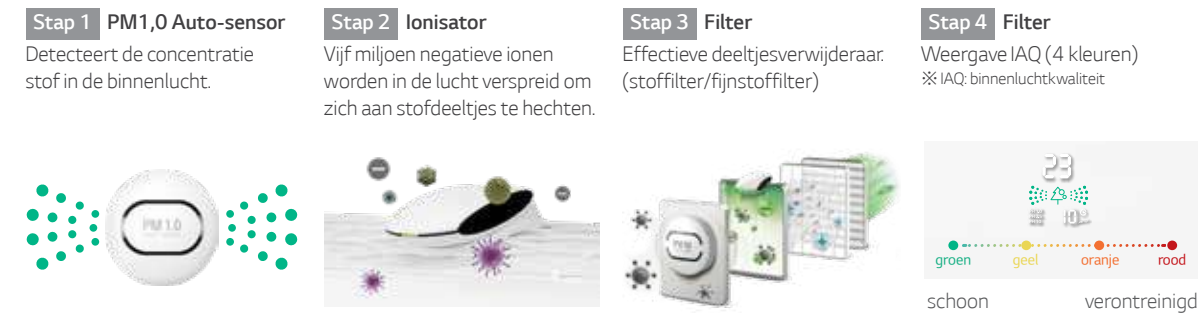 Stap 1 PM1,0 Auto-sensor
Detecteert de concentratie
stof in de binnenlucht.
PM 1.0
Stap 2 Ionisator
Vijf miljoen negatieve ionen
worden in de lucht verspreid om
zich aan stofdeeltjes te hechten.
Stap 3 Filter
Effectieve deeltjesverwijderaar.
(stoffilter/fijnstoffilter)
Stap 4 Filter
Weergave IAQ (4 kleuren)
※ IAQ: binnenluchtkwaliteit
23
10
groen geel oranje rood
schoon verontreinigd